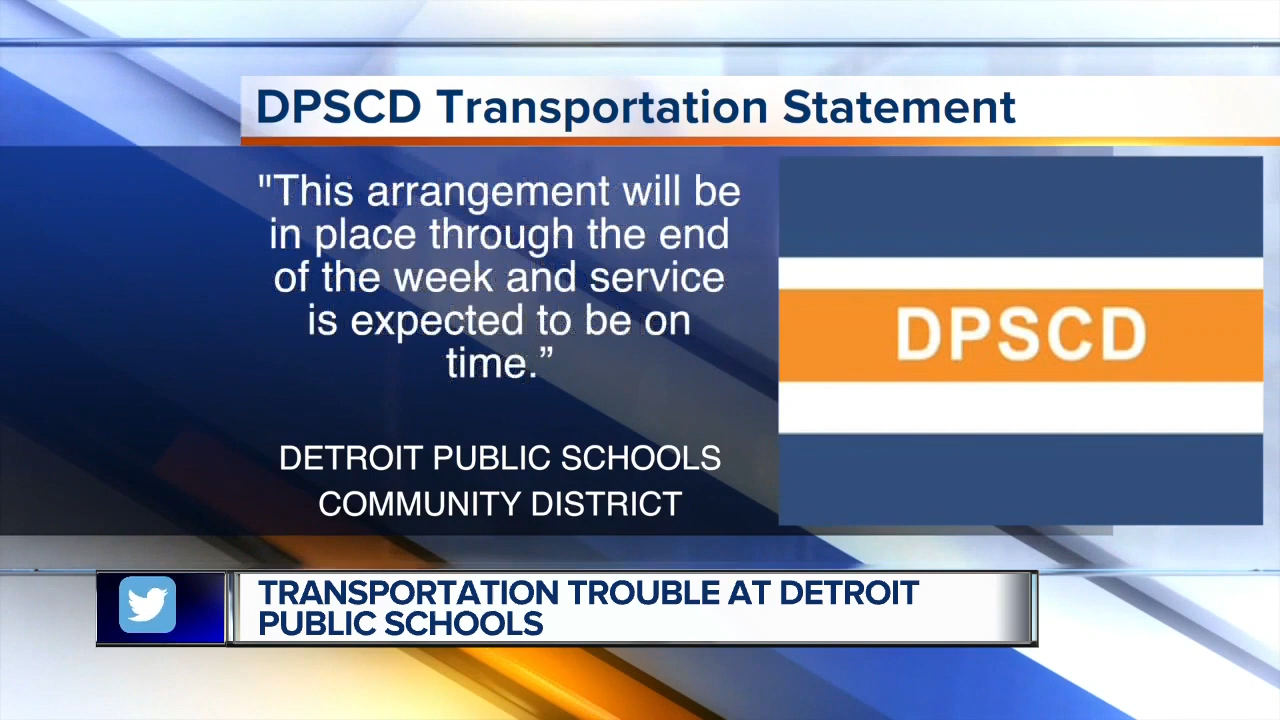 DPSCD Transportation Statement
"This arrangement will be
in place through the end
of the week and service
is expected to be on
time.”
DETROIT PUBLIC SCHOOLS
COMMUNITY DISTRICT
DPSCD
TRANSPORTATION TROUBLE AT DETROIT
PUBLIC SCHOOLS